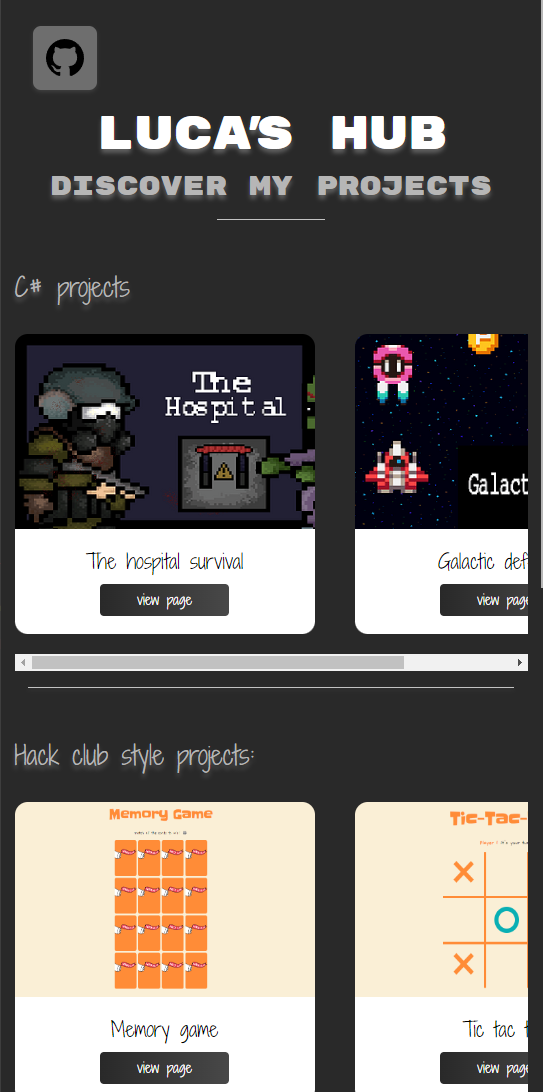 LUCA'S HUB
DISCOVER MY PROJECTS
C# projects
The
Hospital
Galact
The hospital survival
Galactic def
view page
view page
Hack club style projects:
Memory Game
Tic-Tac-
Memory game
Tic tac t
view page
view page